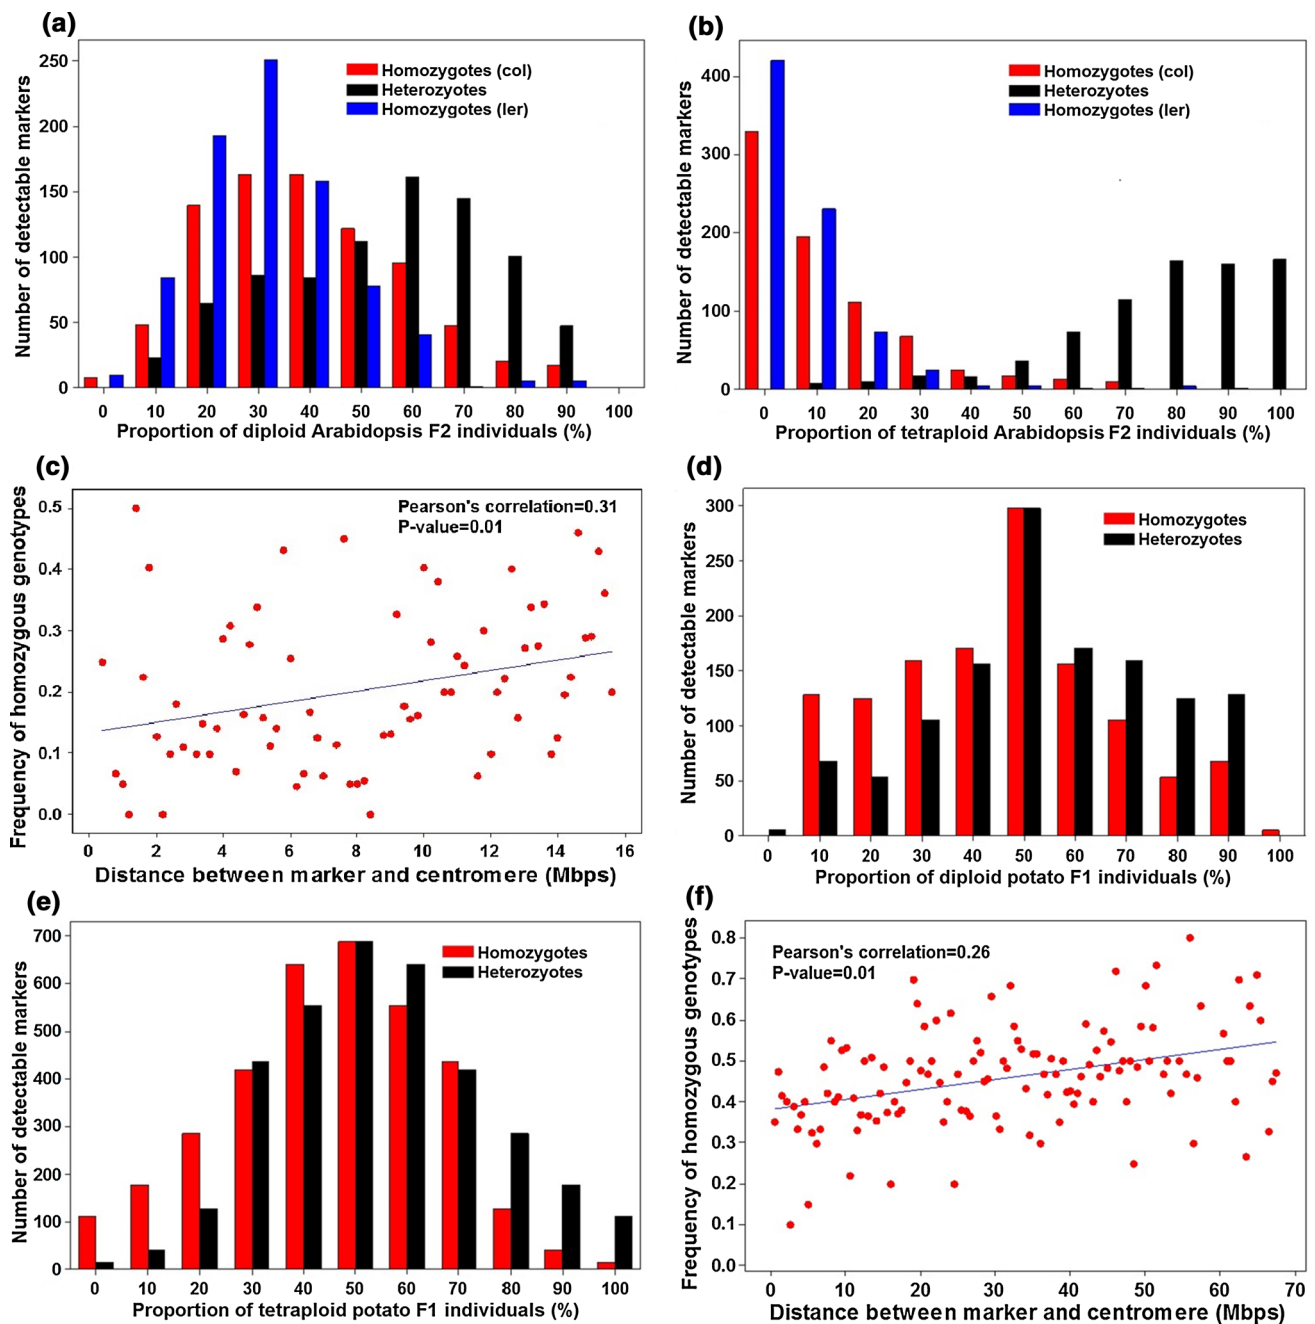 (a)
Number of detectable markers
250
200
150
100
50
0
Homozygotes (col)
Heterozyotes
Homozygotes (ler)
0 10 20 30 40 50 60 70 80 90 100
Proportion of diploid Arabidopsis F2 individuals (%)
(b)
Number of detectable markers
400
300
200
100
0
Homozygotes (col)
Heterozyotes
Homozygotes (ler)
0 10 20 30 40 50 60 70 80 90 100
Proportion of tetraploid Arabidopsis F2 individuals (%)
(c)
Frequency of homozygous genotypes
0.5
0.4
0.3
0.2
0.1
0.0
Pearson's correlation=0.31
P-value=0.01
0 2 4 6 8 10 12 14 16
Distance between marker and centromere (Mbps)
(d)
Number of detectable markers
300
250
200
150
100
50
0
Homozygotes
Heterozyotes
0 10 20 30 40 50 60 70 80 90 100
Proportion of diploid potato F1 individuals (%)
(e)
Number of detectable markers
700
600
500
400
300
200
100
0
Homozygotes
Heterozyotes
0 10 20 30 40 50 60 70 80 90 100
Proportion of tetraploid potato F1 individuals (%)
(f)
Frequency of homozygous genotypes
0.8
0.7
0.6
0.5
0.4
0.3
0.2
0.1
0.0
Pearson's correlation=0.26
P-value=0.01
0 10 20 30 40 50 60 70
Distance between marker and centromere (Mbps)